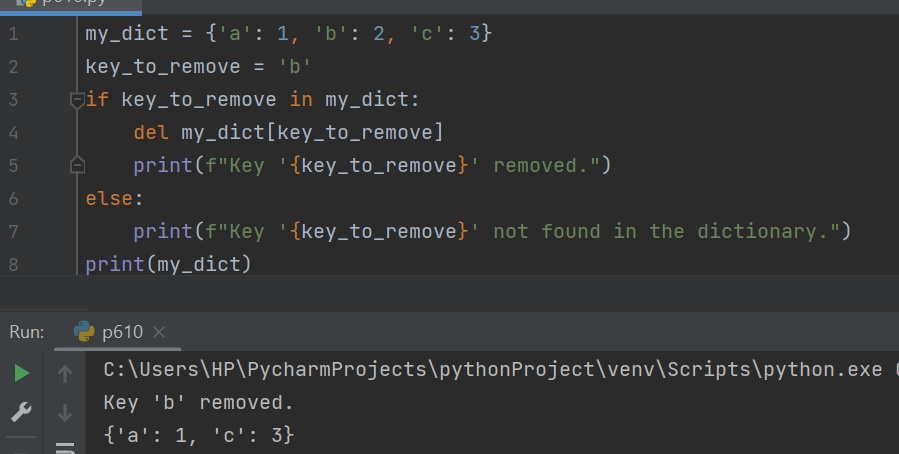 p610.py
1 my_dict = {'a': 1, 'b': 2, 'c': 3}
2 key_to_remove = 'b'
3 if key_to_remove in my_dict:
4     del my_dict[key_to_remove]
5     print(f"Key '{key_to_remove}' removed.")
6 else:
7     print(f"Key '{key_to_remove}' not found in the dictionary.")
8 print(my_dict)
Run: p610
C:\Users\HP\PycharmProjects\pythonProject\venv\Scripts\python.exe
Key 'b' removed.
{'a': 1, 'c': 3}